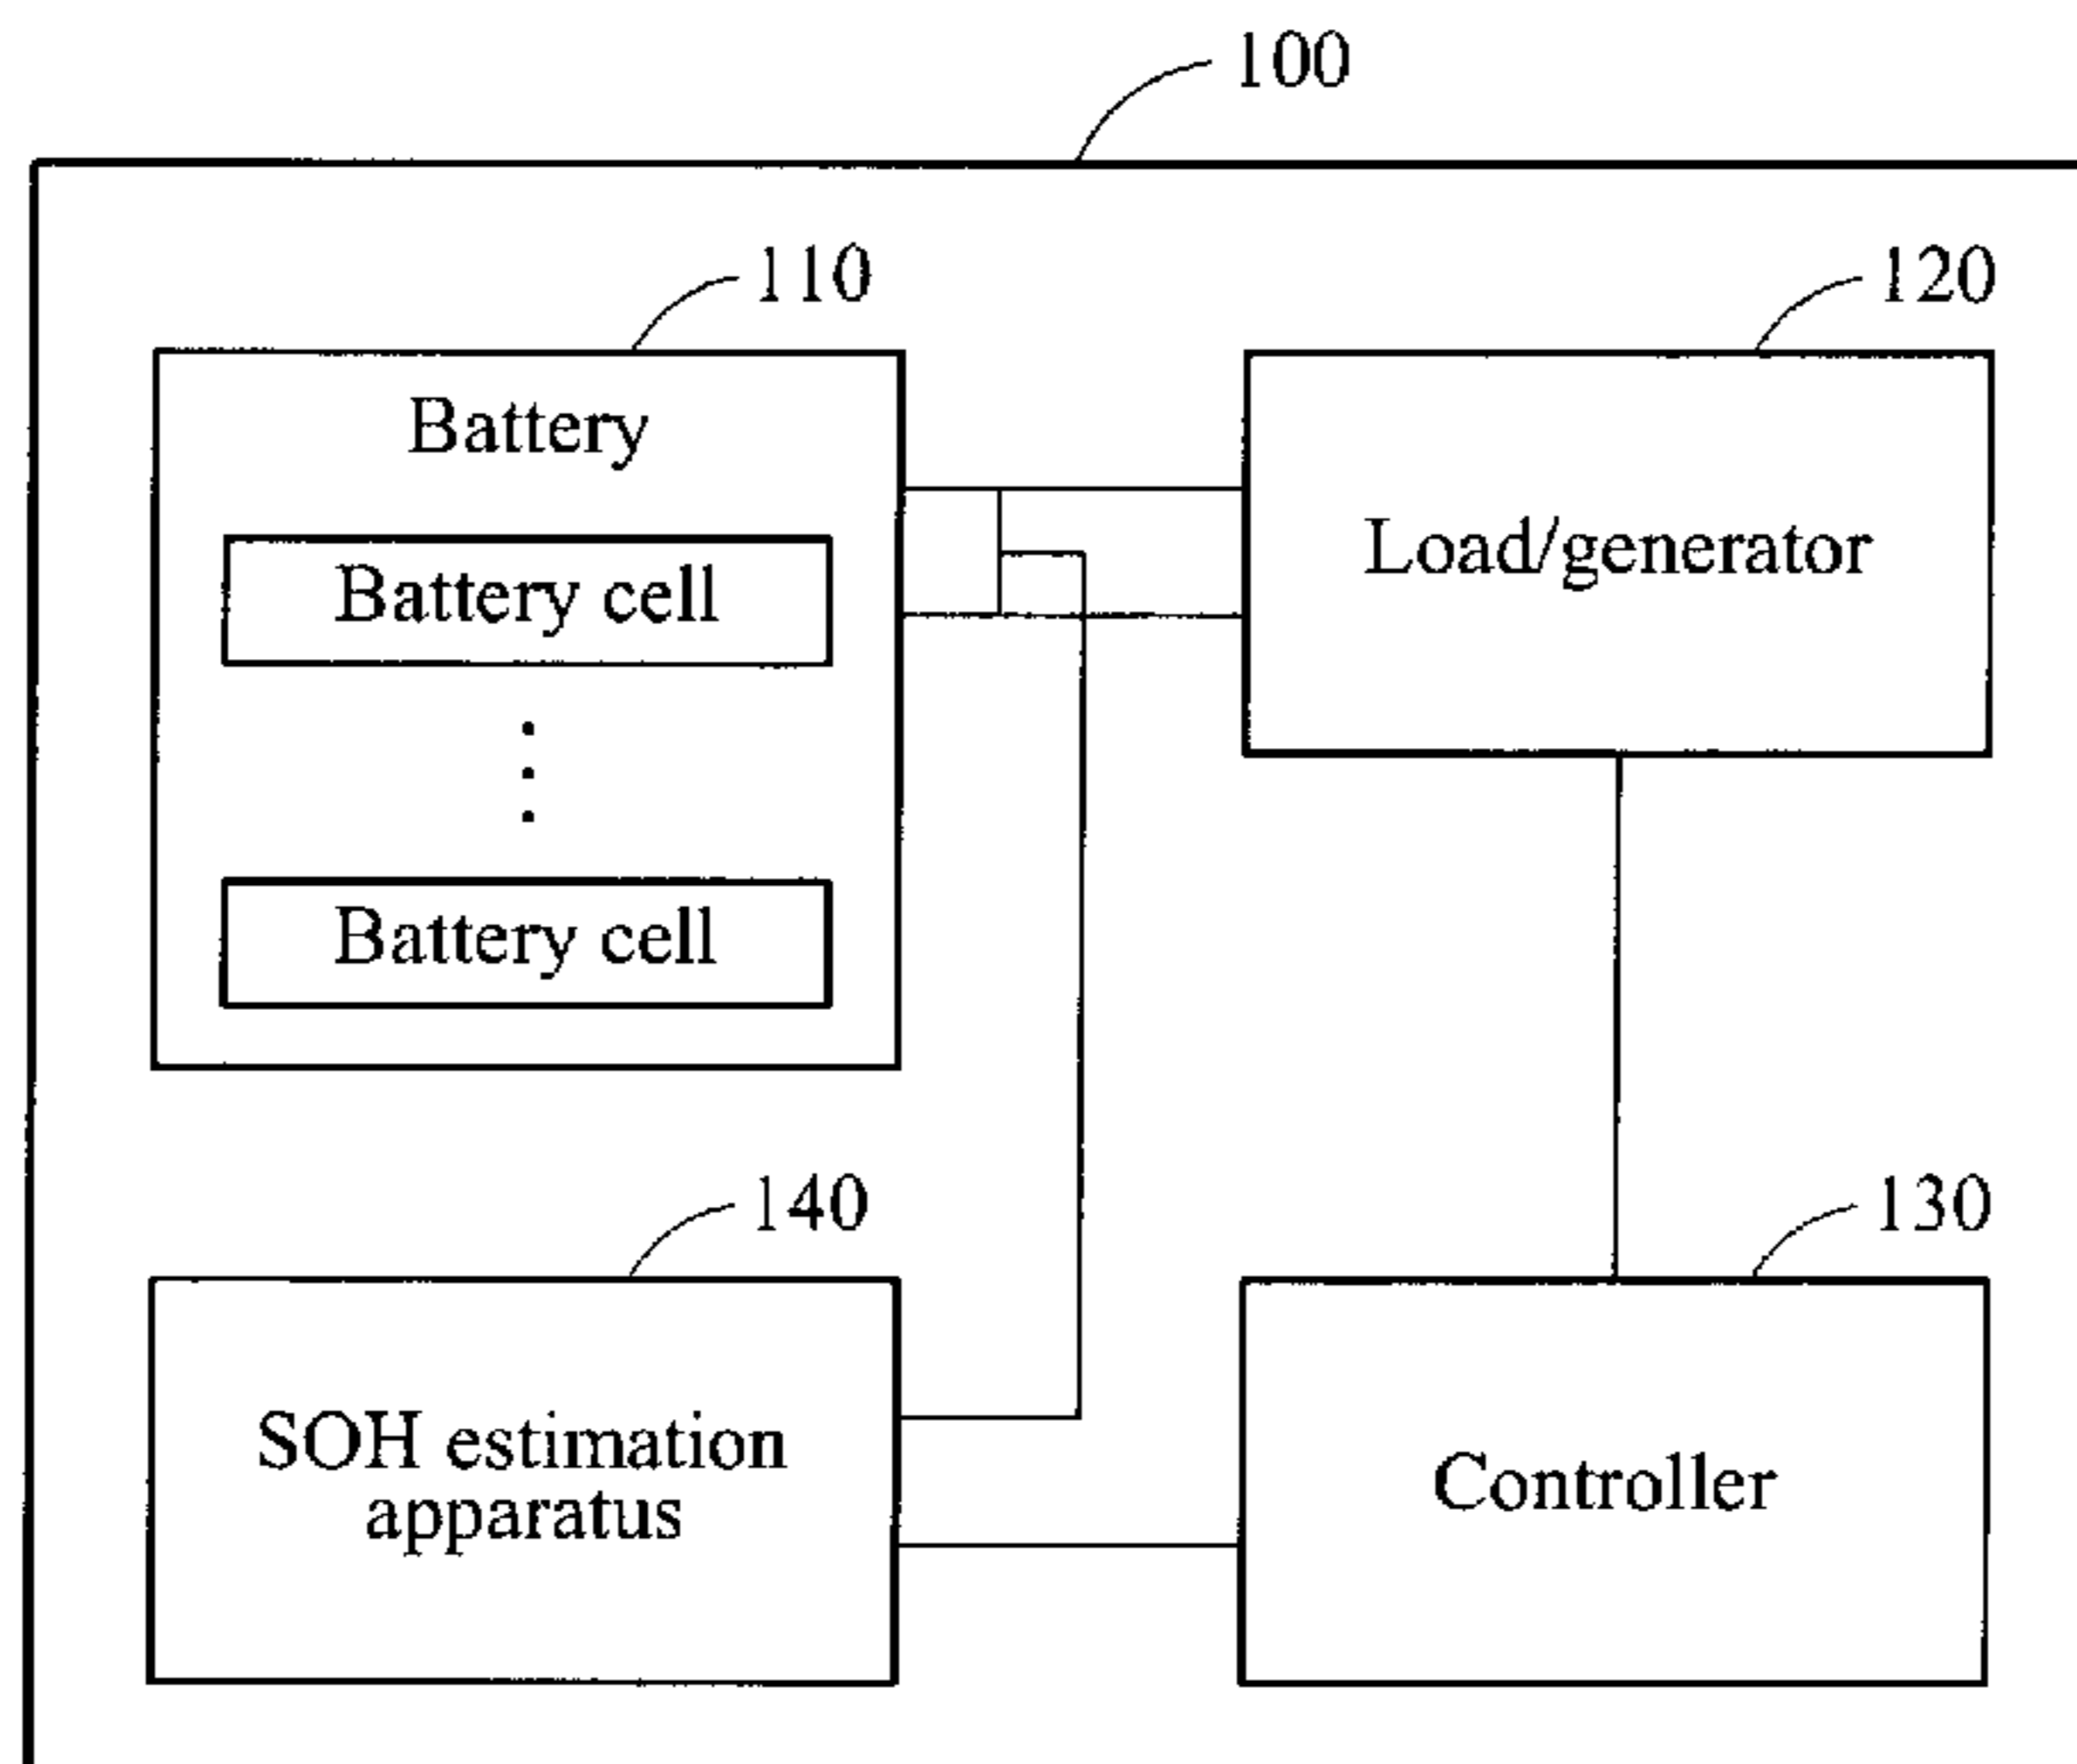 100
110
120
Battery
Load/generator
Battery cell
Battery cell
140
130
SOH estimation
apparatus
Controller